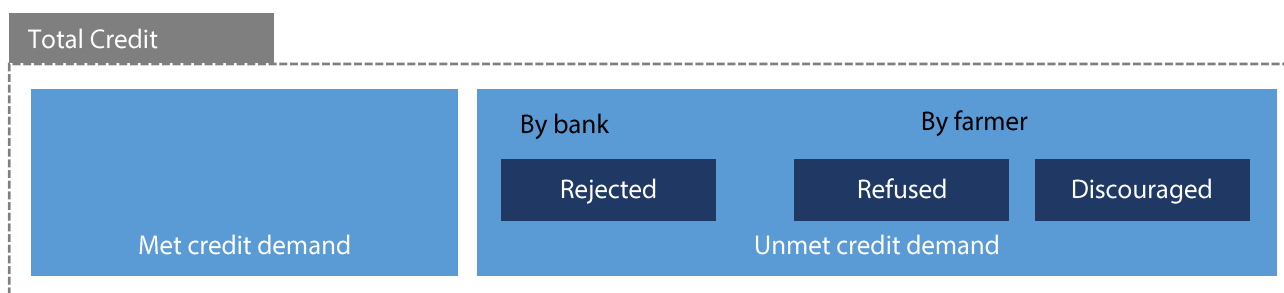 Total Credit
By bank
By farmer
Rejected
Refused
Discouraged
Met credit demand
Unmet credit demand